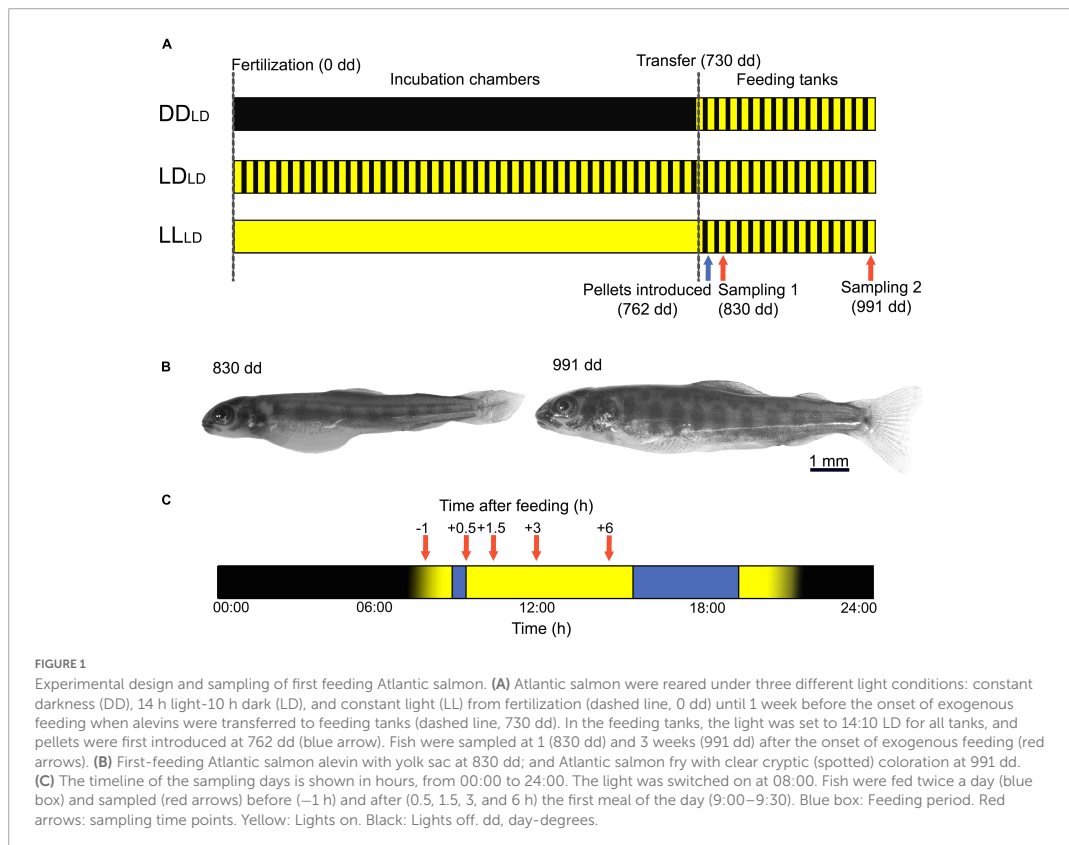 A
Fertilization (0 dd)
Transfer (730 dd)
Incubation chambers
Feeding tanks
DDLD
LDLD
LLLD
Pellets introduced
(762 dd)
Sampling 1
(830 dd)
Sampling 2
(991 dd)
B
830 dd
991 dd
1 mm
C
Time after feeding (h)
-1 +0.5 +1.5 +3 +6
00:00 06:00 12:00 18:00 24:00
Time (h)
FIGURE 1
Experimental design and sampling of first feeding Atlantic salmon. (A) Atlantic salmon were reared under three different light conditions: constant
darkness (DD), 14 h light-10 h dark (LD), and constant light (LL) from fertilization (dashed line, 0 dd) until 1 week before the onset of exogenous
feeding when alevins were transferred to feeding tanks (dashed line, 730 dd). In the feeding tanks, the light was set to 14:10 LD for all tanks, and
pellets were first introduced at 762 dd (blue arrow). Fish were sampled at 1 (830 dd) and 3 weeks (991 dd) after the onset of exogenous feeding (red
arrows). (B) First-feeding Atlantic salmon alevin with yolk sac at 830 dd; and Atlantic salmon fry with clear cryptic (spotted) coloration at 991 dd.
(C) The timeline of the sampling days is shown in hours, from 00:00 to 24:00. The light was switched on at 08:00. Fish were fed twice a day (blue
box) and sampled (red arrows) before (−1 h) and after (0.5, 1.5, 3, and 6 h) the first meal of the day (9:00–9:30). Blue box: Feeding period. Red
arrows: sampling time points. Yellow: Lights on. Black: Lights off. dd, day-degrees.